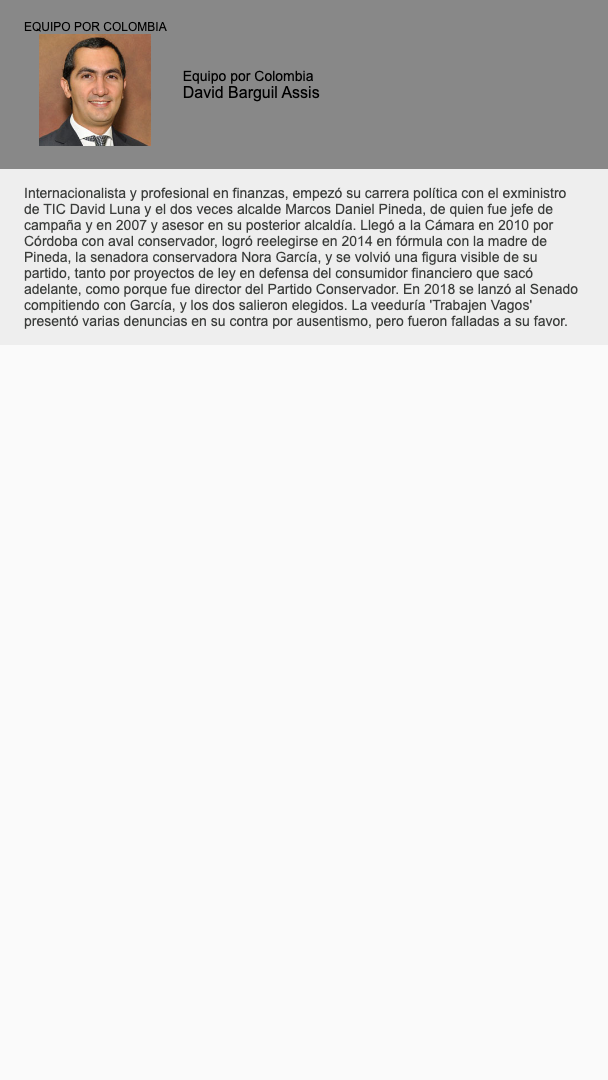 EQUIPO POR COLOMBIA
Equipo por Colombia
David Barguil Assis
Internacionalista y profesional en finanzas, empezó su carrera política con el exministro
de TIC David Luna y el dos veces alcalde Marcos Daniel Pineda, de quien fue jefe de
campaña y en 2007 y asesor en su posterior alcaldía. Llegó a la Cámara en 2010 por
Córdoba con aval conservador, logró reelegirse en 2014 en fórmula con la madre de
Pineda, la senadora conservadora Nora García, y se volvió una figura visible de su
partido, tanto por proyectos de ley en defensa del consumidor financiero que sacó
adelante, como porque fue director del Partido Conservador. En 2018 se lanzó al Senado
compitiendo con García, y los dos salieron elegidos. La veeduría 'Trabajen Vagos'
presentó varias denuncias en su contra por ausentismo, pero fueron falladas a su favor.